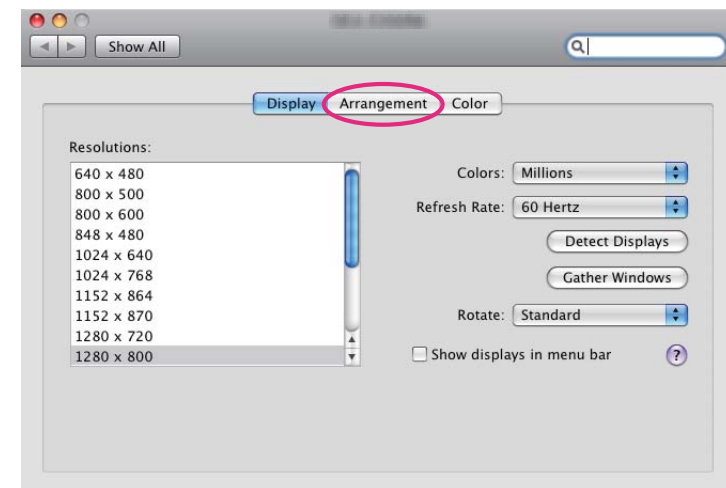 Show All
Display Arrangement Color
Resolutions:
640 x 480
800 x 500
800 x 600
848 x 480
1024 x 640
1024 x 768
1152 x 864
1152 x 870
1280 x 720
1280 x 800
Colors: Millions
Refresh Rate: 60 Hertz
Detect Displays
Gather Windows
Rotate: Standard
Show displays in menu bar ?